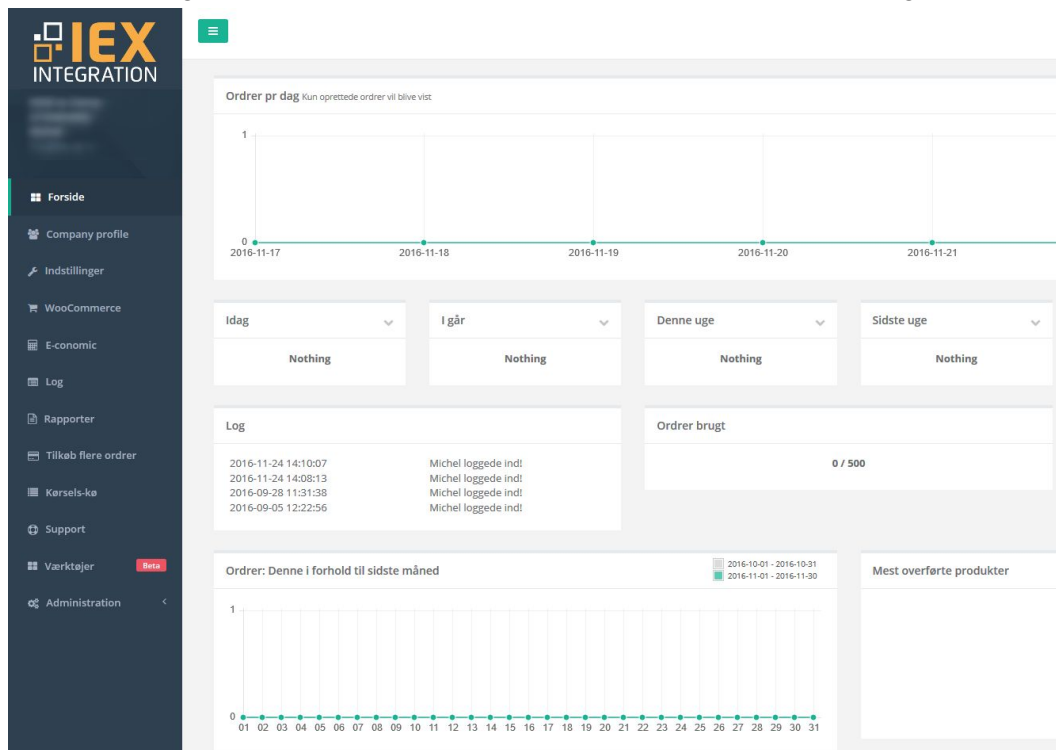 IEX
INTEGRATION
Forside
Company profile
Indstillinger
WooCommerce
E-conomic
Log
Rapporter
Tilkøb flere ordrer
Kørsels-kø
Support
Værktøjer Beta
Administration
Ordrer pr dag Kun oprettede ordrer vil blive vist
1
0
2016-11-17 2016-11-18 2016-11-19 2016-11-20 2016-11-21
Idag
Nothing
I går
Nothing
Denne uge
Nothing
Sidste uge
Nothing
Log
2016-11-24 14:10:07 Michel loggede ind!
2016-11-24 14:08:13 Michel loggede ind!
2016-09-28 11:31:38 Michel loggede ind!
2016-09-05 12:22:56 Michel loggede ind!
Ordrer brugt
0 / 500
Ordrer: Denne i forhold til sidste måned
2016-10-01 - 2016-10-31
2016-11-01 - 2016-11-30
1
0
01 02 03 04 05 06 07 08 09 10 11 12 13 14 15 16 17 18 19 20 21 22 23 24 25 26 27 28 29 30 31
Mest overførte produkter